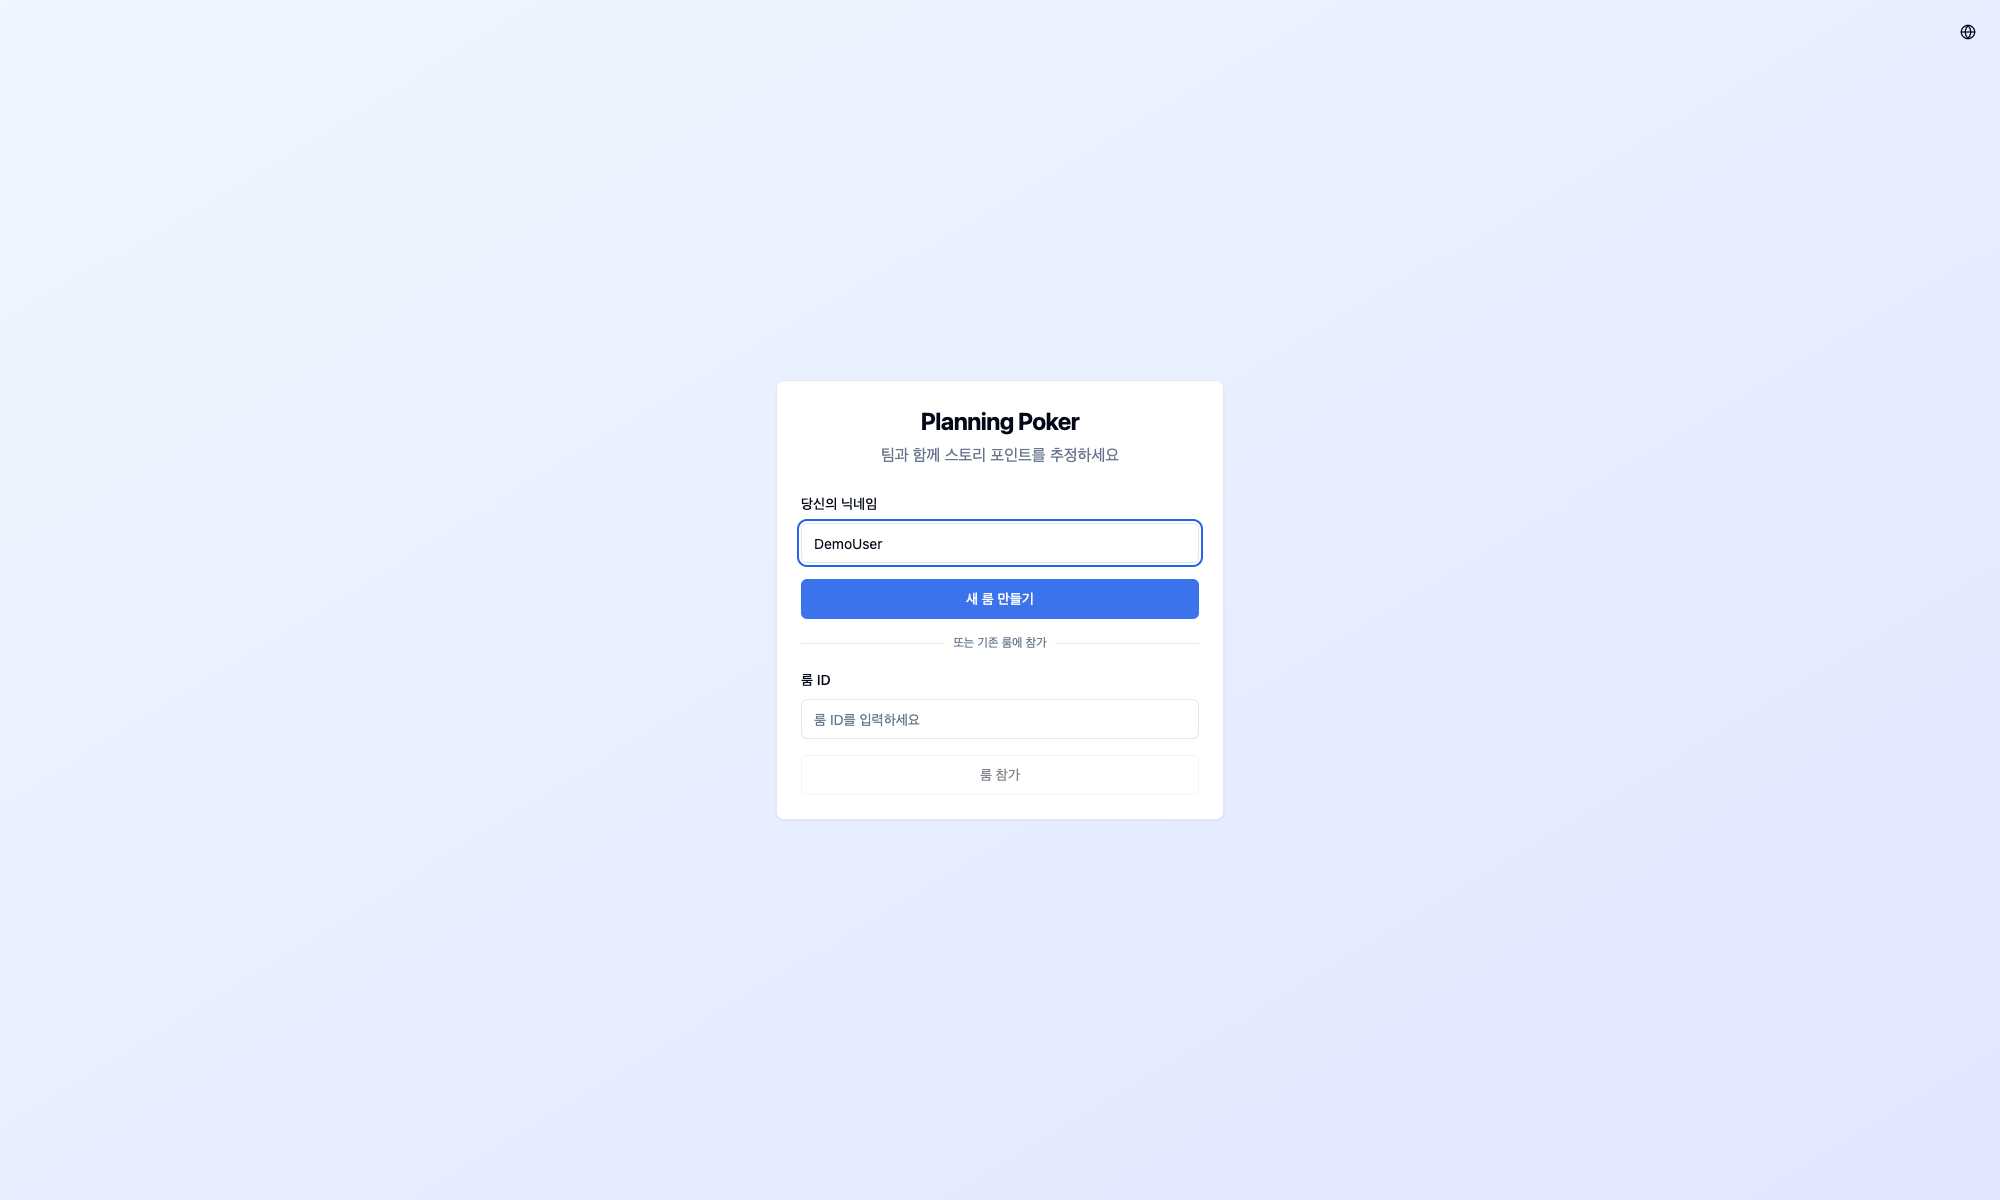 Planning Poker
팀과 함께 스토리 포인트를 추정하세요
당신의 닉네임
DemoUser
새 룸 만들기
또는 기존 룸에 참가
룸 ID
룸 ID를 입력하세요
룸 참가